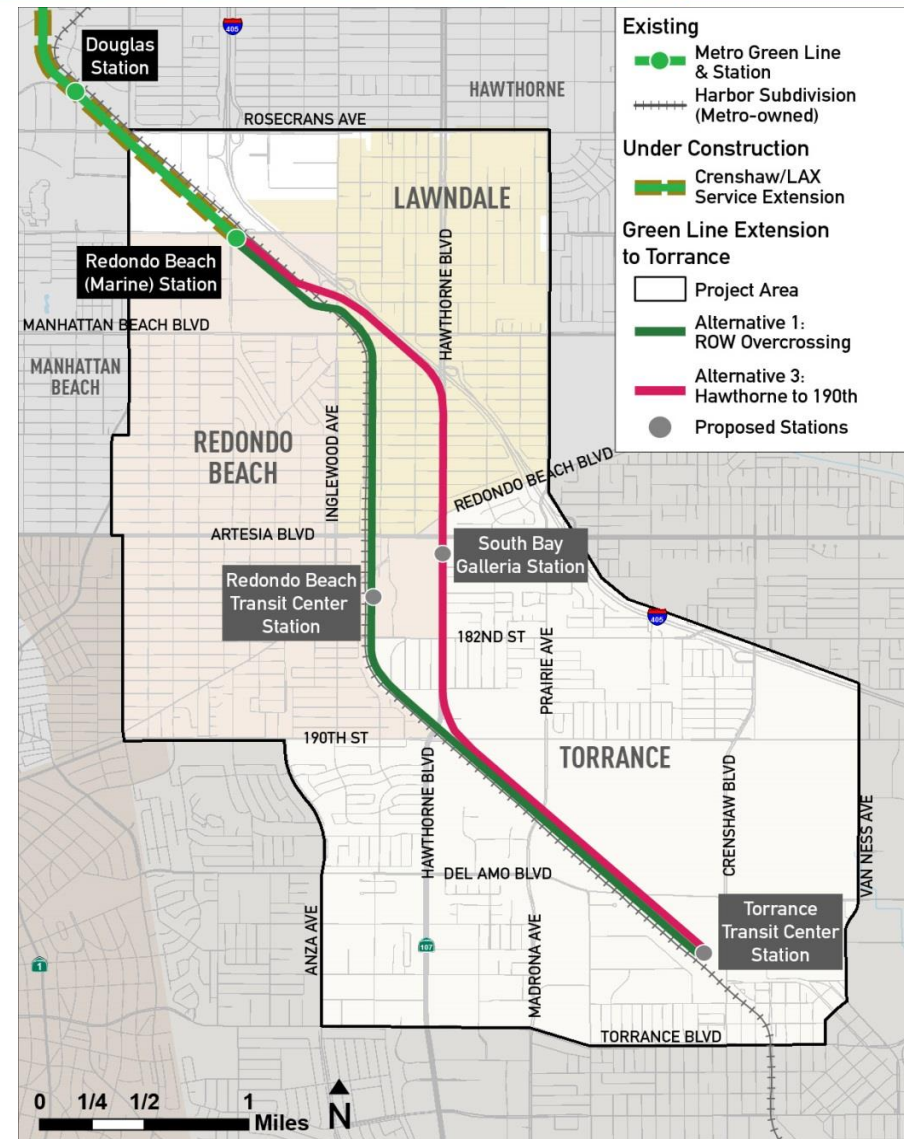 Douglas
Station
405
HAWTHORNE
ROSECRANS AVE
LAWNDALE
HAWTHORNE BLVD
Redondo Beach
(Marine) Station
MANHATTAN BEACH BLVD
MANHATTAN
BEACH
REDONDO
BEACH
INGLEWOOD AVE
REDONDO BEACH BLVD
ARTESIA BLVD
South Bay
Galleria Station
Redondo Beach
Transit Center
Station
405
182ND ST
PRAIRIE AVE
190TH ST
TORRANCE
HAWTHORNE BLVD
CRENSHAW BLVD
VAN NESS AVE
DEL AMO BLVD
Torrance
Transit Center
Station
ANZA AVE
107
MADRONA AVE
1
TORRANCE BLVD
0 1/4 1/2 1
Miles
N
Existing
Metro Green Line
& Station
Harbor Subdivision
(Metro-owned)
Under Construction
Crenshaw/LAX
Service Extension
Green Line Extension
to Torrance
Project Area
Alternative 1:
ROW Overcrossing
Alternative 3:
Hawthorne to 190th
Proposed Stations